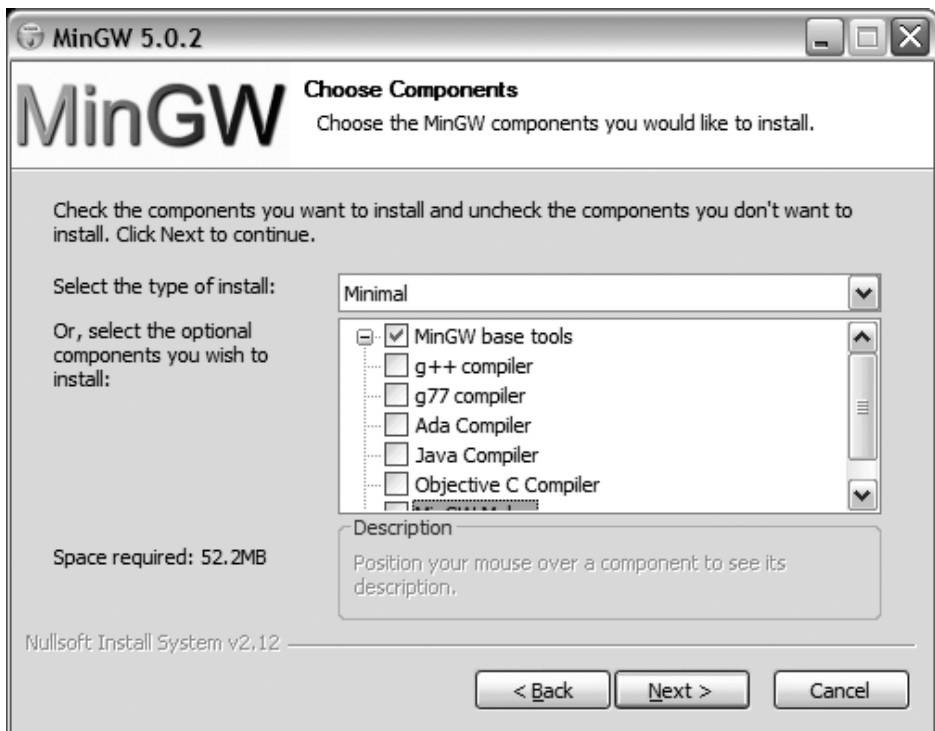 MinGW 5.0.2
MinGW
Choose Components
Choose the MinGW components you would like to install.
Check the components you want to install and uncheck the components you don't want to
install. Click Next to continue.
Select the type of install:
Minimal
Or, select the optional
components you wish to
install:
MinGW base tools
g++ compiler
g77 compiler
Ada Compiler
Java Compiler
Objective C Compiler
Space required: 52.2MB
Description
Position your mouse over a component to see its
description.
Nullsoft Install System v2.12
< Back
Next >
Cancel